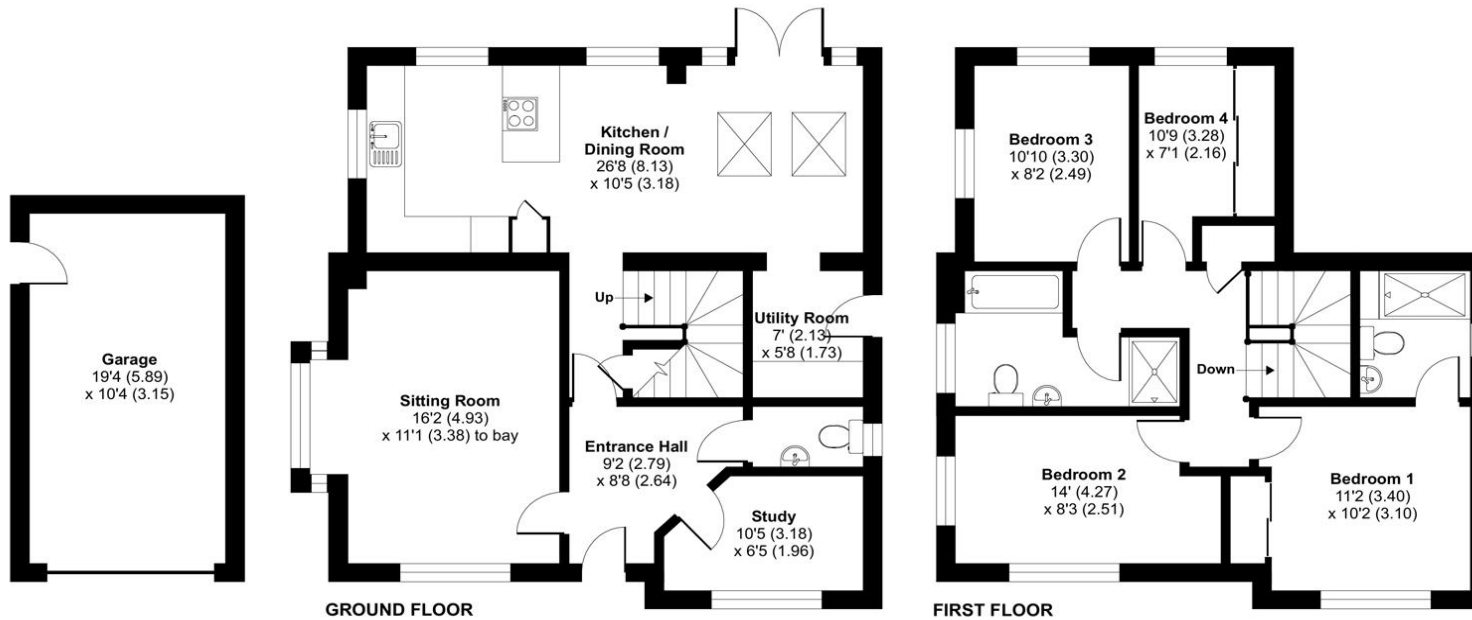 Garage
19'4 (5.89)
x 10'4 (3.15)
Kitchen /
Dining Room
26'8 (8.13)
x 10'5 (3.18)
Up
Utility Room
7' (2.13)
x 5'8 (1.73)
Sitting Room
16'2 (4.93)
x 11'1 (3.38) to bay
Entrance Hall
9'2 (2.79)
x 8'8 (2.64)
Study
10'5 (3.18)
x 6'5 (1.96)
GROUND FLOOR
Bedroom 3
10'10 (3.30)
x 8'2 (2.49)
Bedroom 4
10'9 (3.28)
x 7'1 (2.16)
Down
Bedroom 2
14' (4.27)
x 8'3 (2.51)
Bedroom 1
11'2 (3.40)
x 10'2 (3.10)
FIRST FLOOR